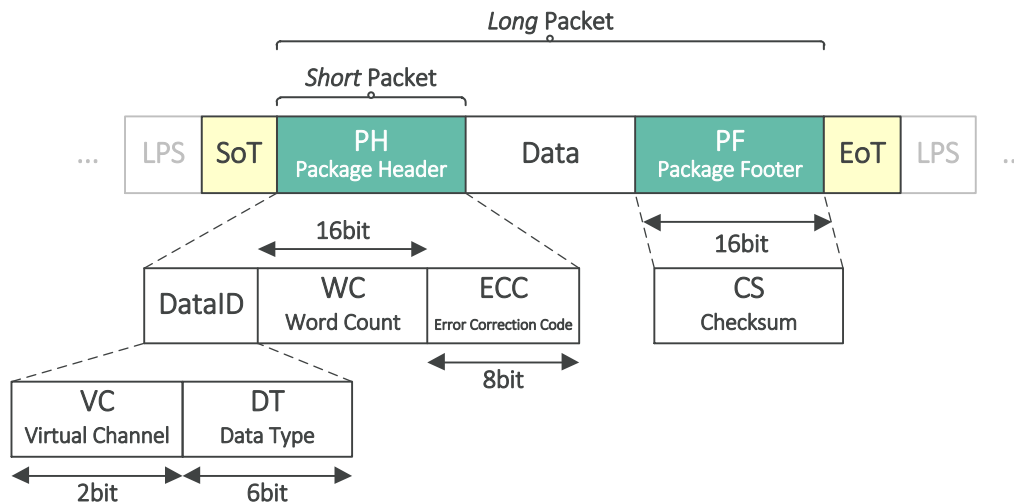 Long Packet
Short Packet
... LPS SoT PH Data PF EoT LPS ..
Package Header Package Footer
16bit 16bit
DataID WC ECC CS
Word Count Error Correction Code Checksum
8bit
VC DT
Virtual Channel Data Type
2bit 6bit